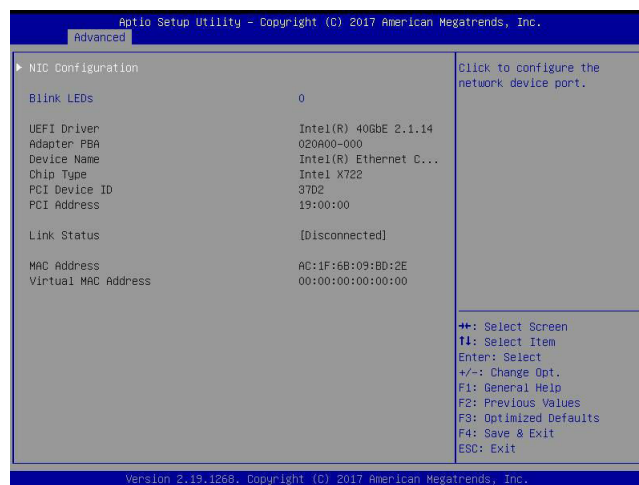 Aptio Setup Utility - Copyright (C) 2017 American Megatrends, Inc.
Advanced
NIC Configuration
Blink LEDs 0
UEFI Driver Intel(R) 40GbE 2.1.14
Adapter PBA 020A00-000
Device Name Intel(R) Ethernet C...
Chip Type Intel X722
PCI Device ID 37D2
PCI Address 19:00:00
Link Status [Disconnected]
MAC Address AC:1F:6B:09:BD:2E
Virtual MAC Address 00:00:00:00:00:00
Click to configure the
network device port.
→←: Select Screen
↑↓: Select Item
Enter: Select
+/-: Change Opt.
F1: General Help
F2: Previous Values
F3: Optimized Defaults
F4: Save & Exit
ESC: Exit
Version 2.19.1268. Copyright (C) 2017 American Megatrends, Inc.